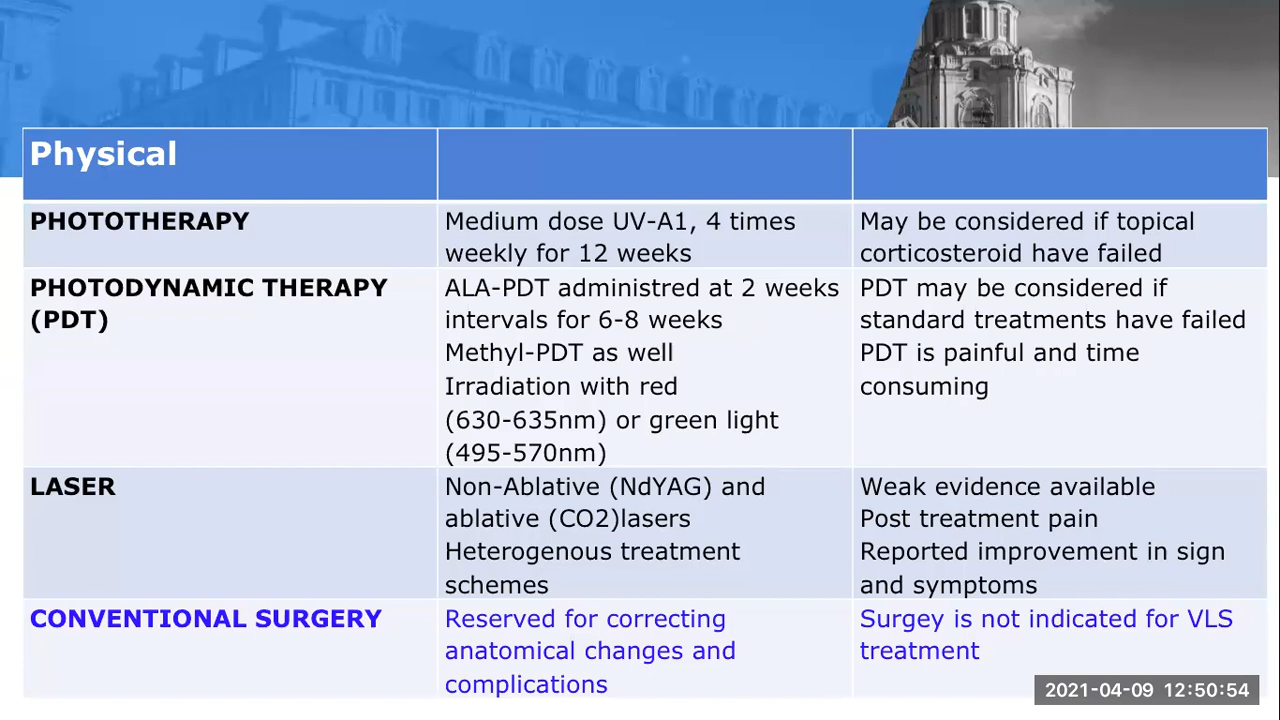 Physical
PHOTOTHERAPY
Medium dose UV-A1, 4 times
weekly for 12 weeks
May be considered if topical
corticosteroid have failed
PHOTODYNAMIC THERAPY
(PDT)
ALA-PDT administred at 2 weeks
intervals for 6-8 weeks
Methyl-PDT as well
Irradiation with red
(630-635nm) or green light
(495-570nm)
PDT may be considered if
standard treatments have failed
PDT is painful and time
consuming
LASER
Non-Ablative (NdYAG) and
ablative (CO2)lasers
Heterogenous treatment
schemes
Weak evidence available
Post treatment pain
Reported improvement in sign
and symptoms
CONVENTIONAL SURGERY
Reserved for correcting
anatomical changes and
complications
Surgey is not indicated for VLS
treatment
2021-04-09 12:50:54